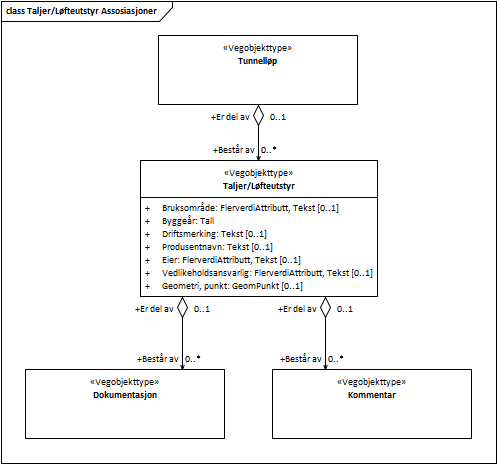 class Taljer/Løfteutstyr Assosiasjoner
«Vegobjekttype»
Tunnelløp
+Er del av 0..1
+Består av 0..*
«Vegobjekttype»
Taljer/Løfteutstyr
+ Bruksområde: FlerverdiAttributt, Tekst [0..1]
+ Byggeår: Tall
+ Driftsmerking: Tekst [0..1]
+ Produsentnavn: Tekst [0..1]
+ Eier: FlerverdiAttributt, Tekst [0..1]
+ Vedlikeholdsansvarlig: FlerverdiAttributt, Tekst [0..1]
+ Geometri, punkt: GeomPunkt [0..1]
+Er del av 0..1 +Er del av 0..1
+Består av 0..* +Består av 0..*
«Vegobjekttype» «Vegobjekttype»
Dokumentasjon Kommentar